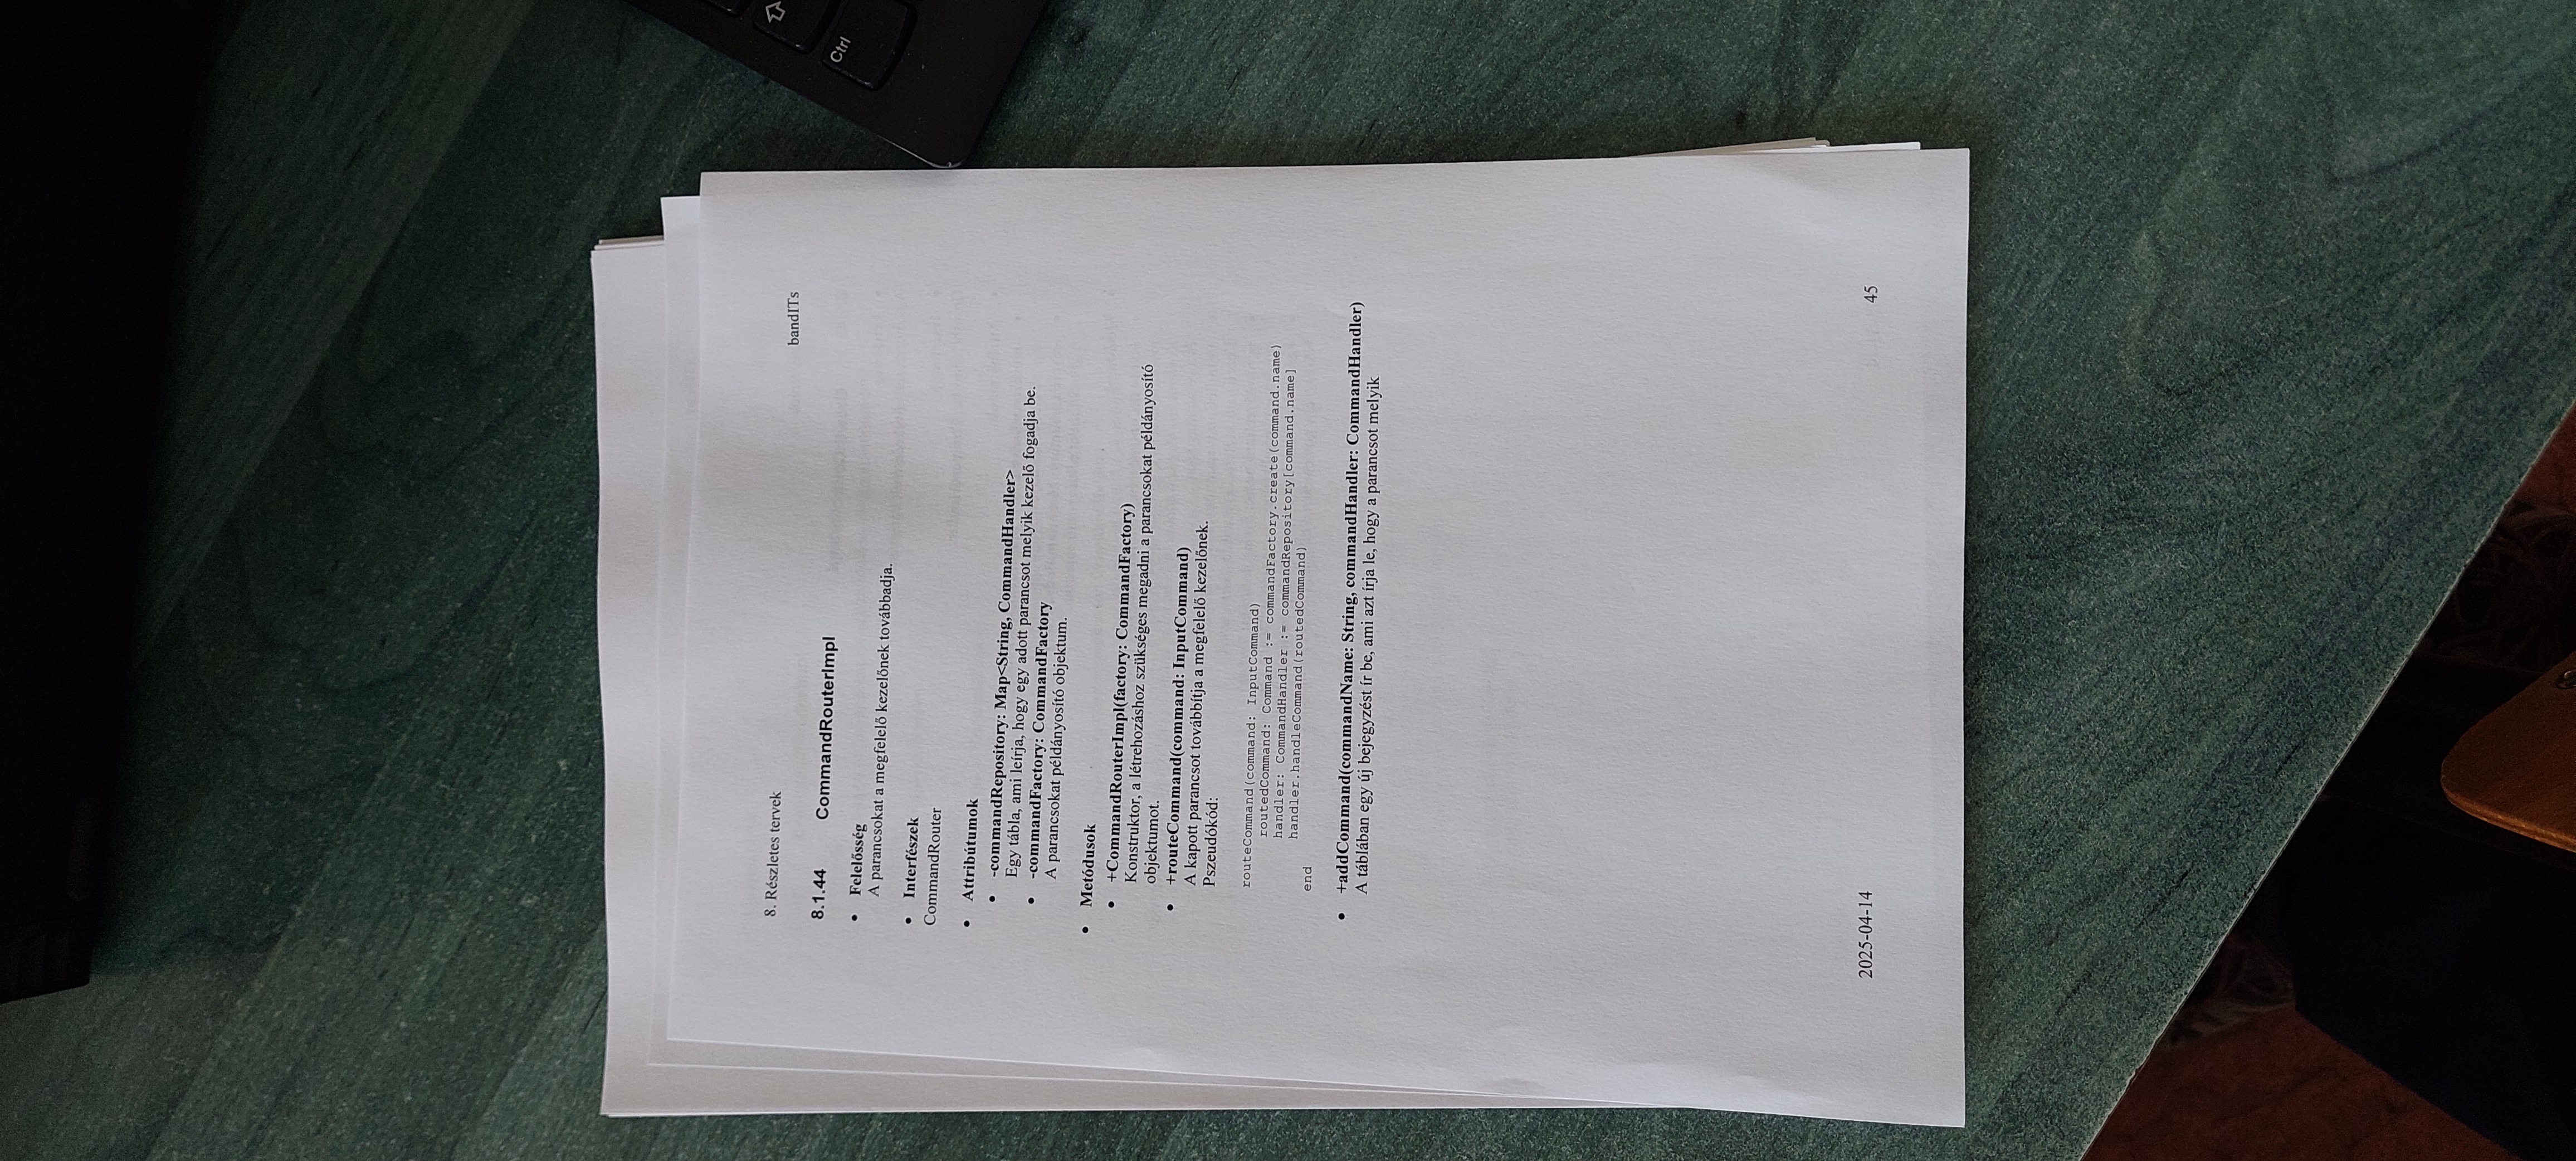 8. Részletes tervek
bandITs
8.1.44 CommandRouterImpl
• Felelősség
A parancsokat a megfelelő kezelőnek továbbadja.
• Interfészek
CommandRouter
• Attribútumok
• -commandRepository: Map<String, CommandHandler>
Egy tábla, ami leírja, hogy egy adott parancsot melyik kezelő fogadja be.
• -commandFactory: CommandFactory
A parancsokat példányosító objektum.
• Metódusok
• +CommandRouterImpl(factory: CommandFactory)
Konstruktor, a létrehozáshoz szükséges megadni a parancsokat példányosító
objektumot.
• +routeCommand(command: InputCommand)
A kapott parancsot továbbítja a megfelelő kezelőnek.
Pszeudókód:
routeCommand(command: InputCommand)
routedCommand: Command := commandFactory.create(command.name)
handler: CommandHandler := commandRepository[command.name]
handler.handleCommand(routedCommand)
end
• +addCommand(commandName: String, commandHandler: CommandHandler)
A táblában egy új bejegyzést ír be, ami azt írja le, hogy a parancsot melyik
2025-04-14
45
Ctrl